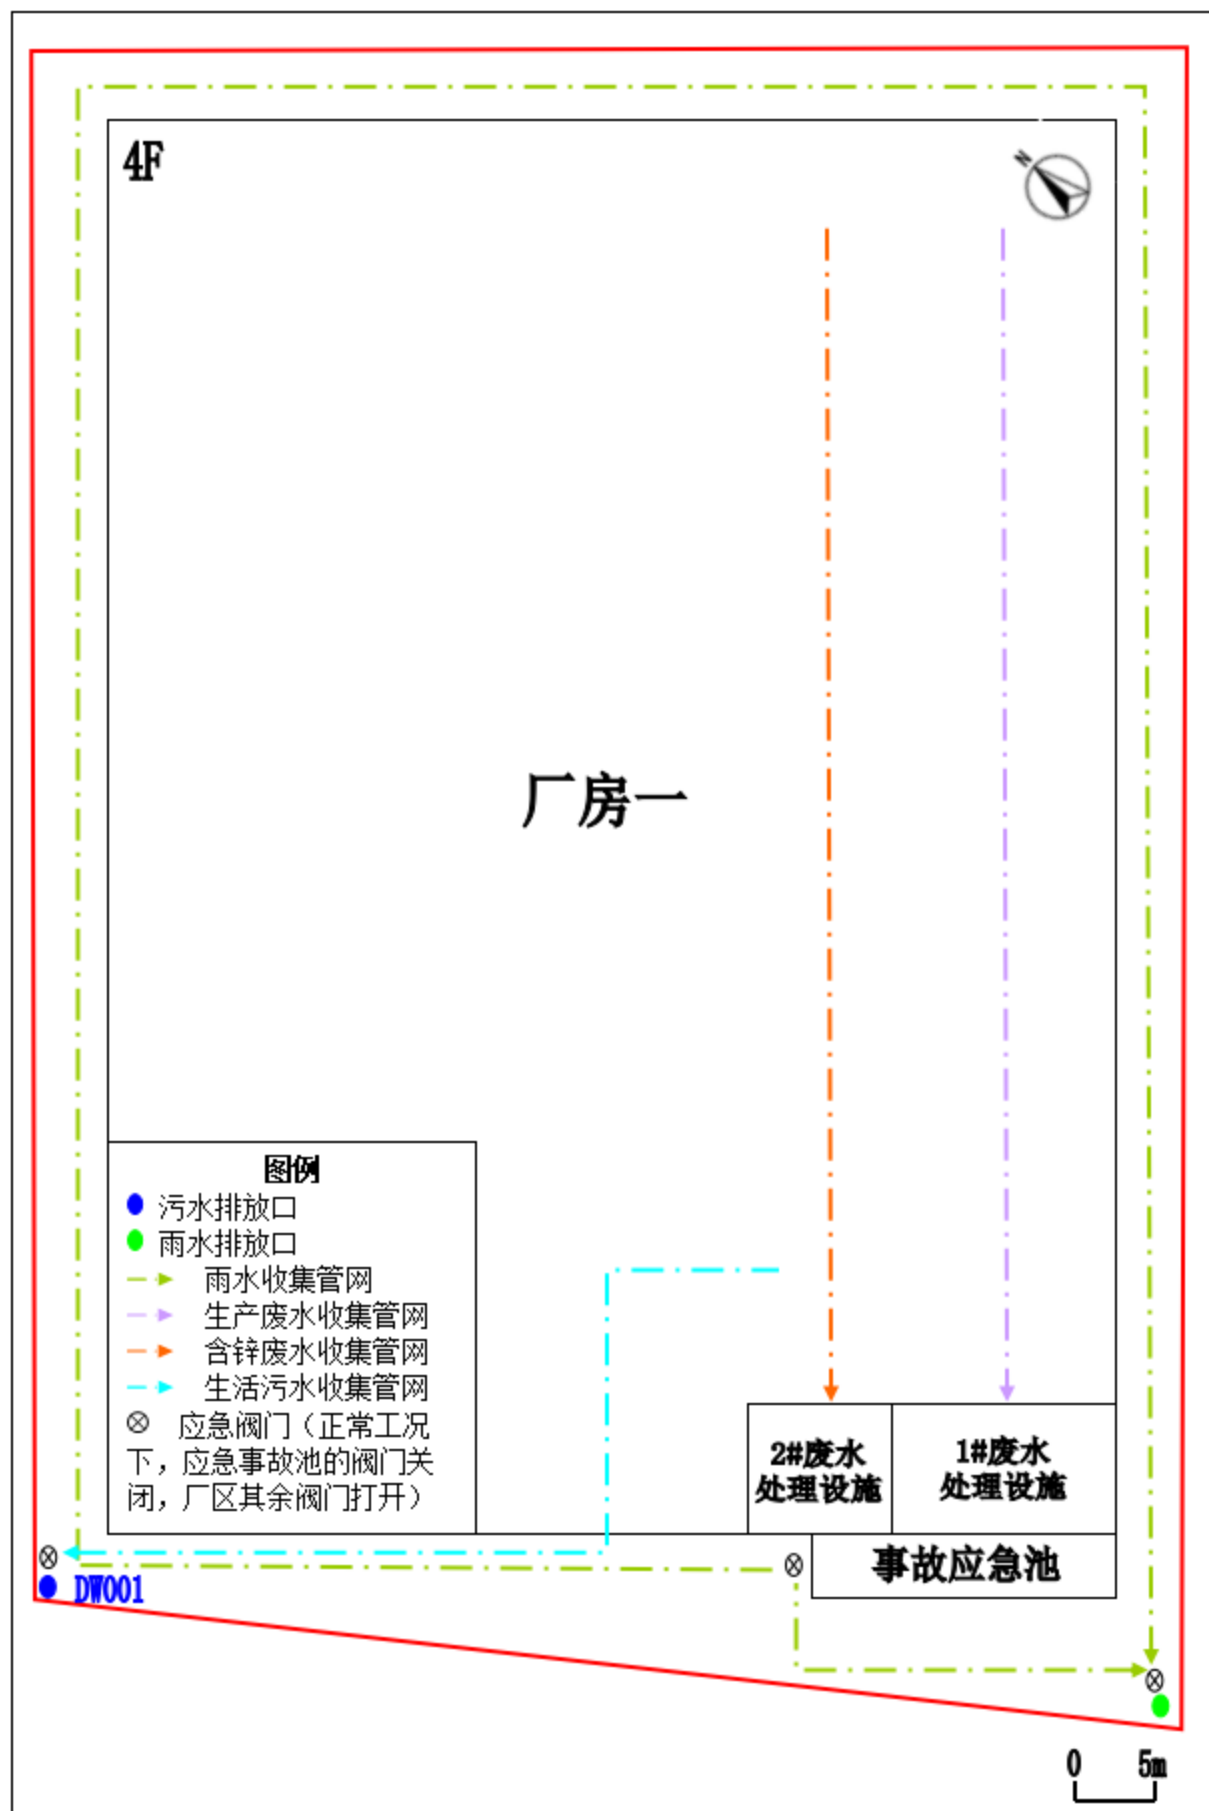 4F
N
厂房一
图例
污水排放口
雨水排放口
雨水收集管网
生产废水收集管网
含锌废水收集管网
生活污水收集管网
应急阀门（正常工况
下，应急事故池的阀门关
闭，厂区其余阀门打开）
2#废水
处理设施
1#废水
处理设施
事故应急池
DW001
0 5m